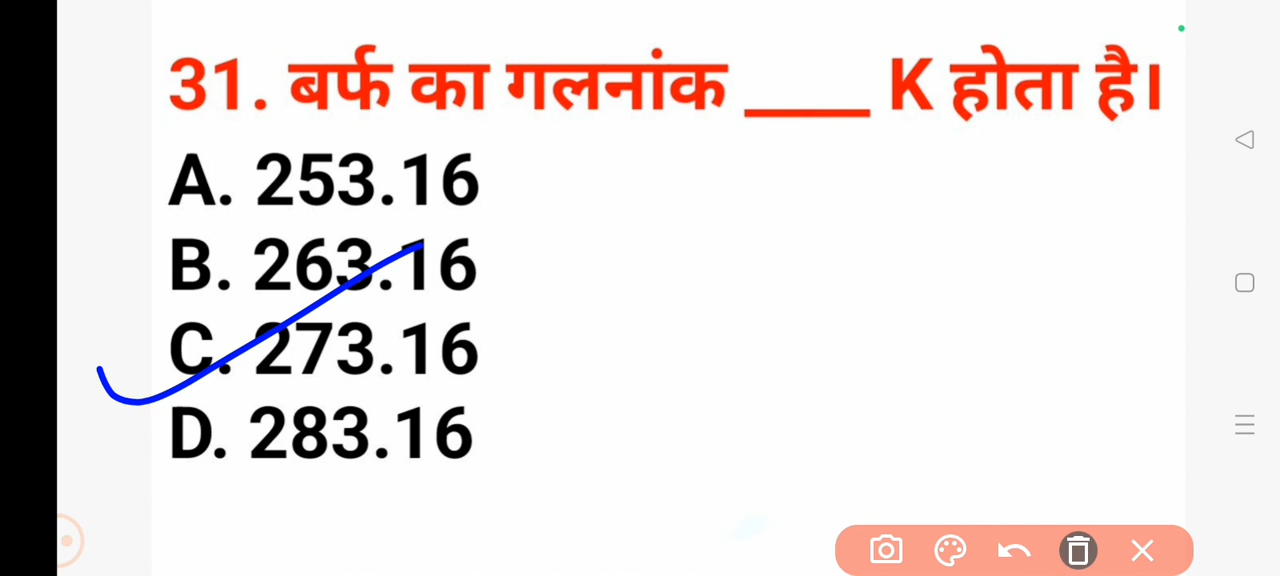 31. बर्फ का गलनांक ____ K होता है।
A. 253.16
B. 263.16
C. 273.16
D. 283.16